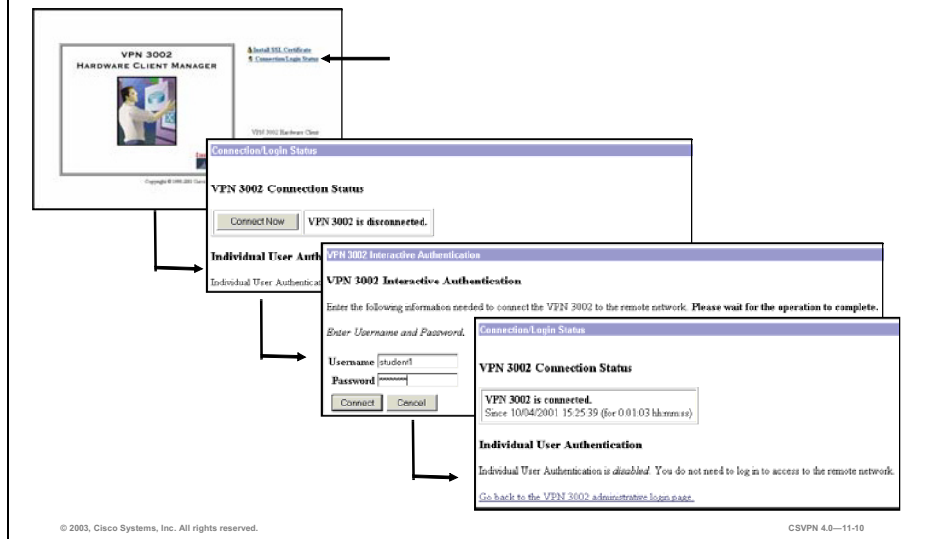 VPN 3002
HARDWARE CLIENT MANAGER
Install SSL Certificate
Connection/Login Status
VPN 3002 Hardware Client
Copyright © 1998-2001 Cisco
Connection/Login Status
VPN 3002 Connection Status
Connect Now
VPN 3002 is disconnected.
Individual User Auth
Individual User Authenticat
VPN 3002 Interactive Authentication
VPN 3002 Interactive Authentication
Enter the following information needed to connect the VPN 3002 to the remote network. Please wait for the operation to complete.
Enter Username and Password.
Username student1
Password ********
Connect Cancel
Connection/Login Status
VPN 3002 Connection Status
VPN 3002 is connected.
Since 10/04/2001 15:25:39 (for 0:01:03 hh:mm:ss)
Individual User Authentication
Individual User Authentication is disabled. You do not need to log in to access to the remote network.
Go back to the VPN 3002 administrative login page.
© 2003, Cisco Systems, Inc. All rights reserved.
CSVPN 4.0—11-10